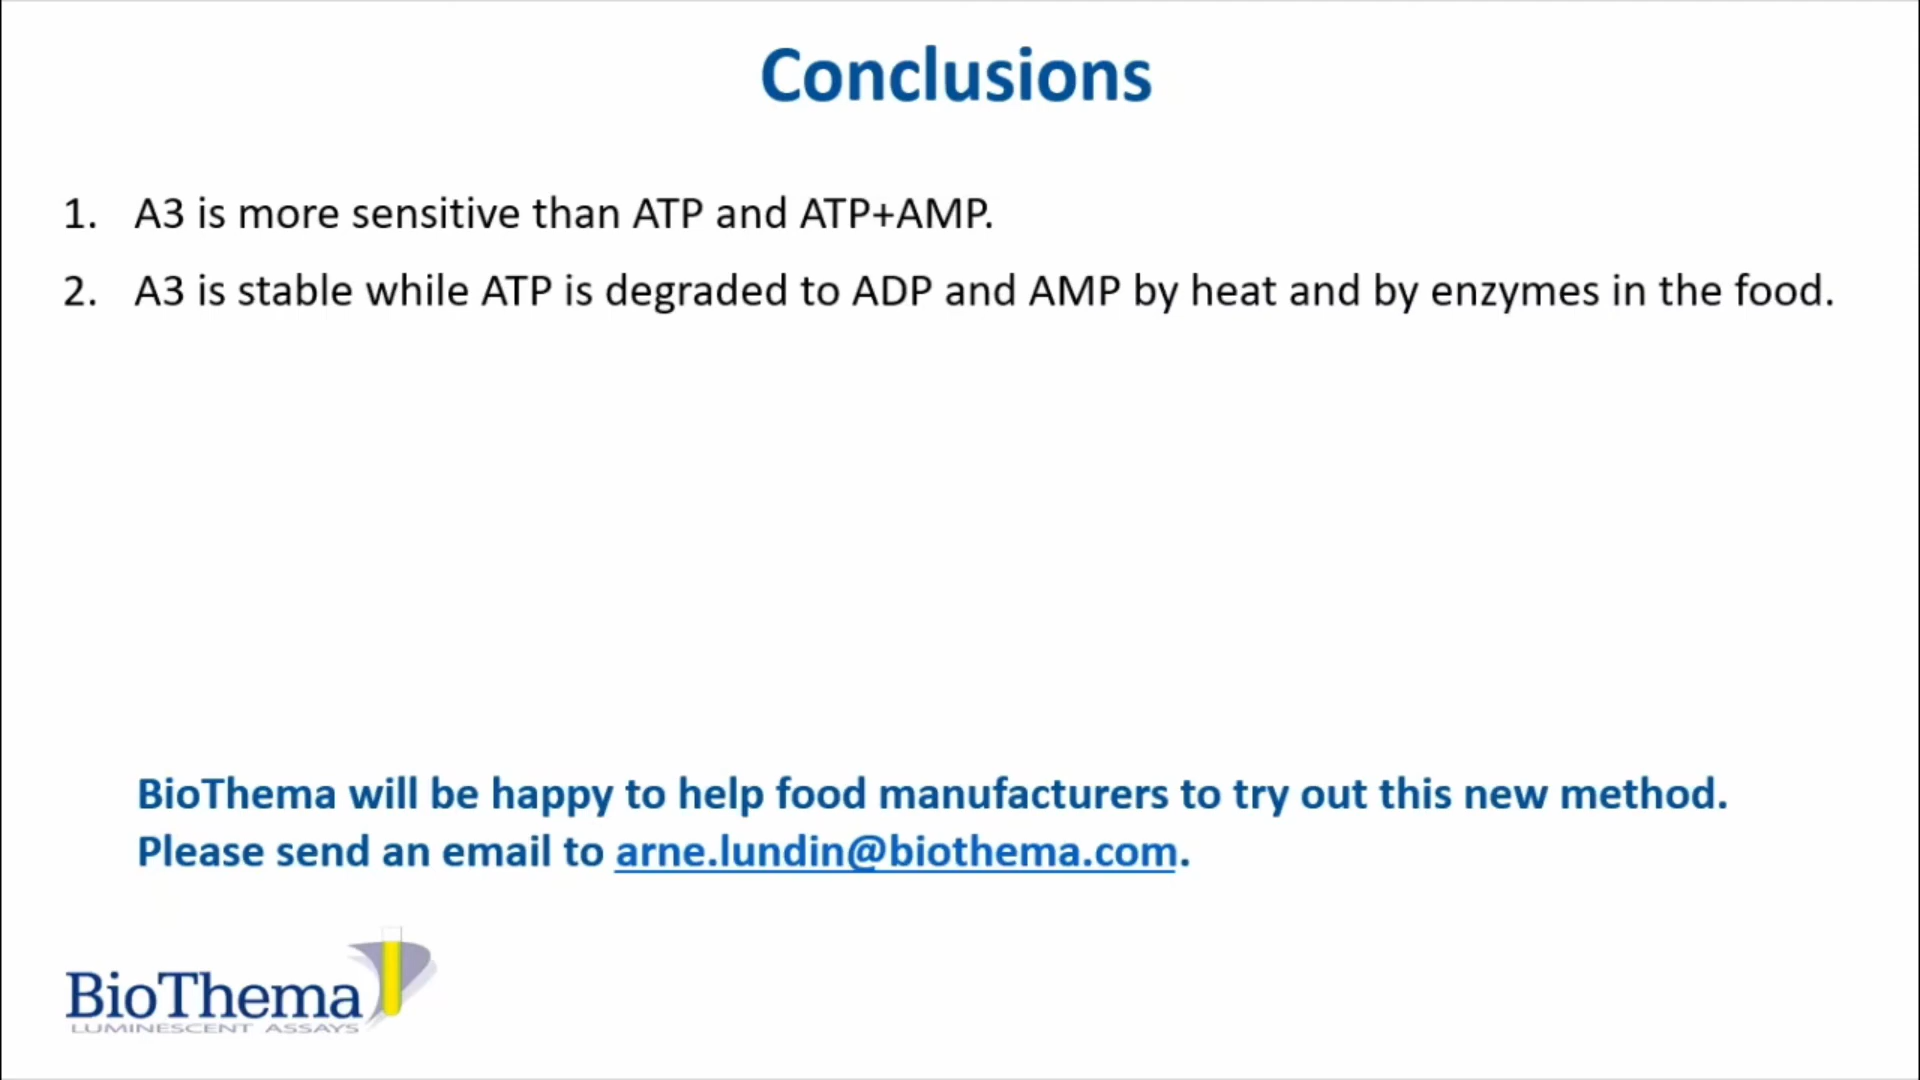 Conclusions
1. A3 is more sensitive than ATP and ATP+AMP.
2. A3 is stable while ATP is degraded to ADP and AMP by heat and by enzymes in the food.
BioThema will be happy to help food manufacturers to try out this new method.
Please send an email to arne.lundin@biothema.com.
BioThema
LUMINESCENT ASSAYS